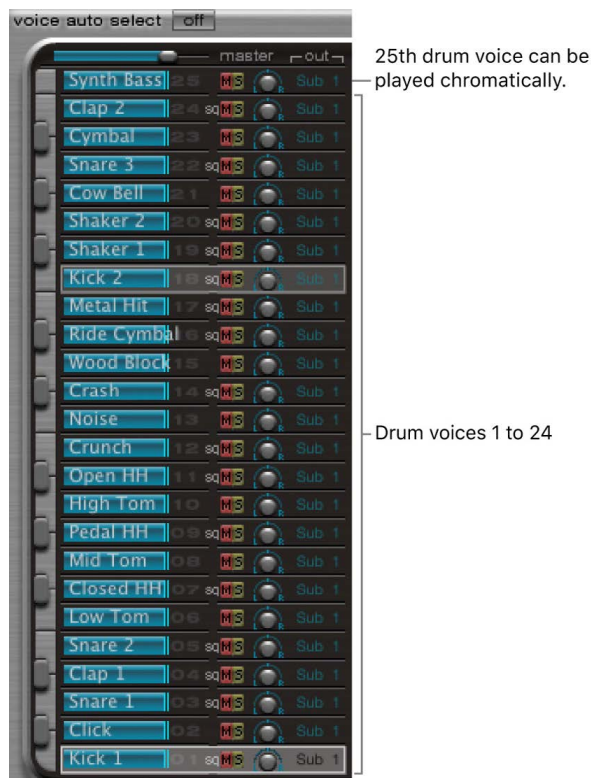 voice auto select off
master out
Synth Bass 25 M S L R Sub 1
25th drum voice can be
played chromatically.
Clap 2 24 sq M S L R Sub 1
Cymbal 23 M S L R Sub 1
Snare 3 22 sq M S L R Sub 1
Cow Bell 21 M S L R Sub 1
Shaker 2 20 sq M S L R Sub 1
Shaker 1 19 sq M S L R Sub 1
Kick 2 18 sq M S L R Sub 1
Metal Hit 17 sq M S L R Sub 1
Ride Cymbal 6 sq M S L R Sub 1
Wood Block 15 M S L R Sub 1
Crash 14 sq M S L R Sub 1
Noise 13 M S L R Sub 1
Drum voices 1 to 24
Crunch 12 sq M S L R Sub 1
Open HH 11 sq M S L R Sub 1
High Tom 10 M S L R Sub 1
Pedal HH 09 sq M S L R Sub 1
Mid Tom 08 M S L R Sub 1
Closed HH 07 sq M S L R Sub 1
Low Tom 06 M S L R Sub 1
Snare 2 05 sq M S L R Sub 1
Clap 1 04 sq M S L R Sub 1
Snare 1 03 sq M S L R Sub 1
Click 02 M S L R Sub 1
Kick 1 01 sq M S L R Sub 1